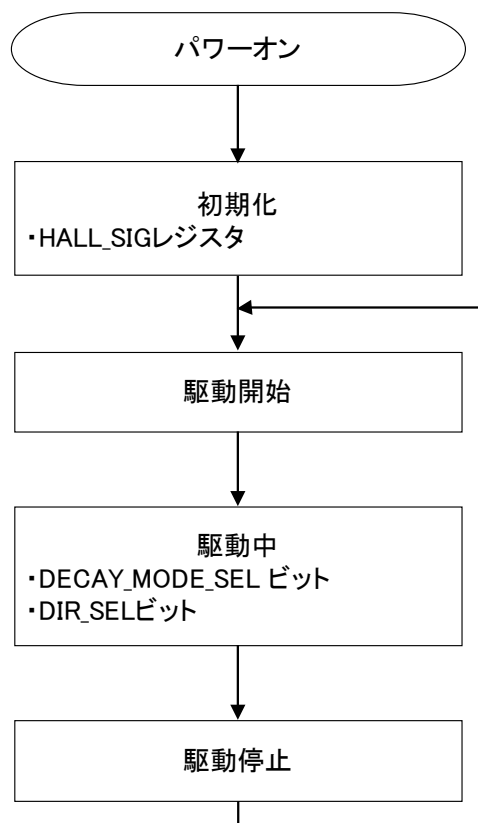 パワーオン
初期化
・HALL_SIGレジスタ
駆動開始
駆動中
・DECAY_MODE_SEL ビット
・DIR_SELビット
駆動停止